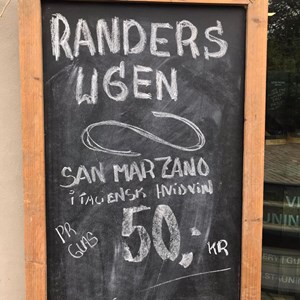 RANDERS
UGEN
SAN MARZANO
ITALIENSK HVIDVIN
PR GLAS
50,-
KR